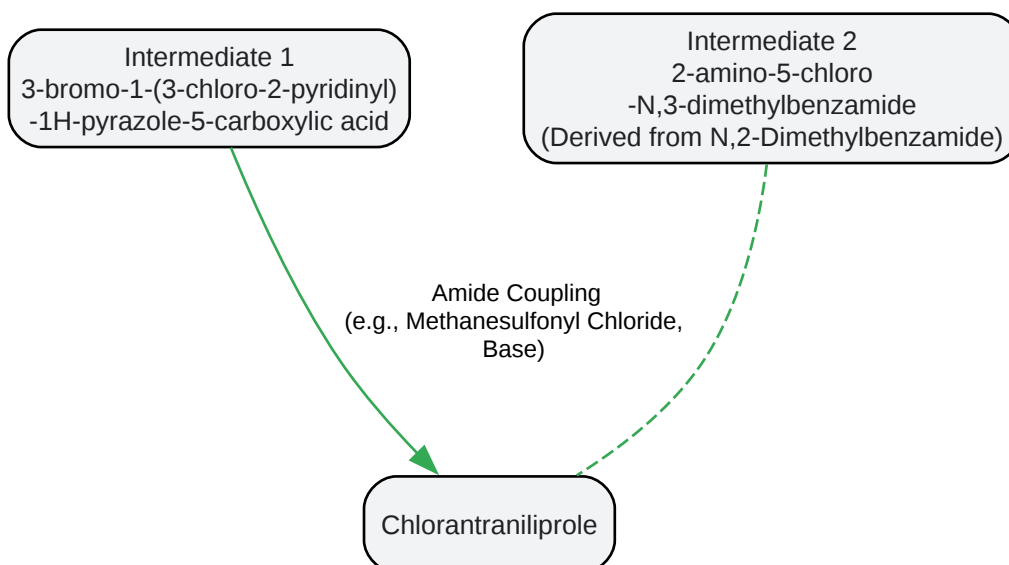 Intermediate 1
3-bromo-1-(3-chloro-2-pyridinyl)
-1H-pyrazole-5-carboxylic acid
Intermediate 2
2-amino-5-chloro
-N,3-dimethylbenzamide
(Derived from N,2-Dimethylbenzamide)
Amide Coupling
(e.g., Methanesulfonyl Chloride,
Base)
Chlorantraniliprole